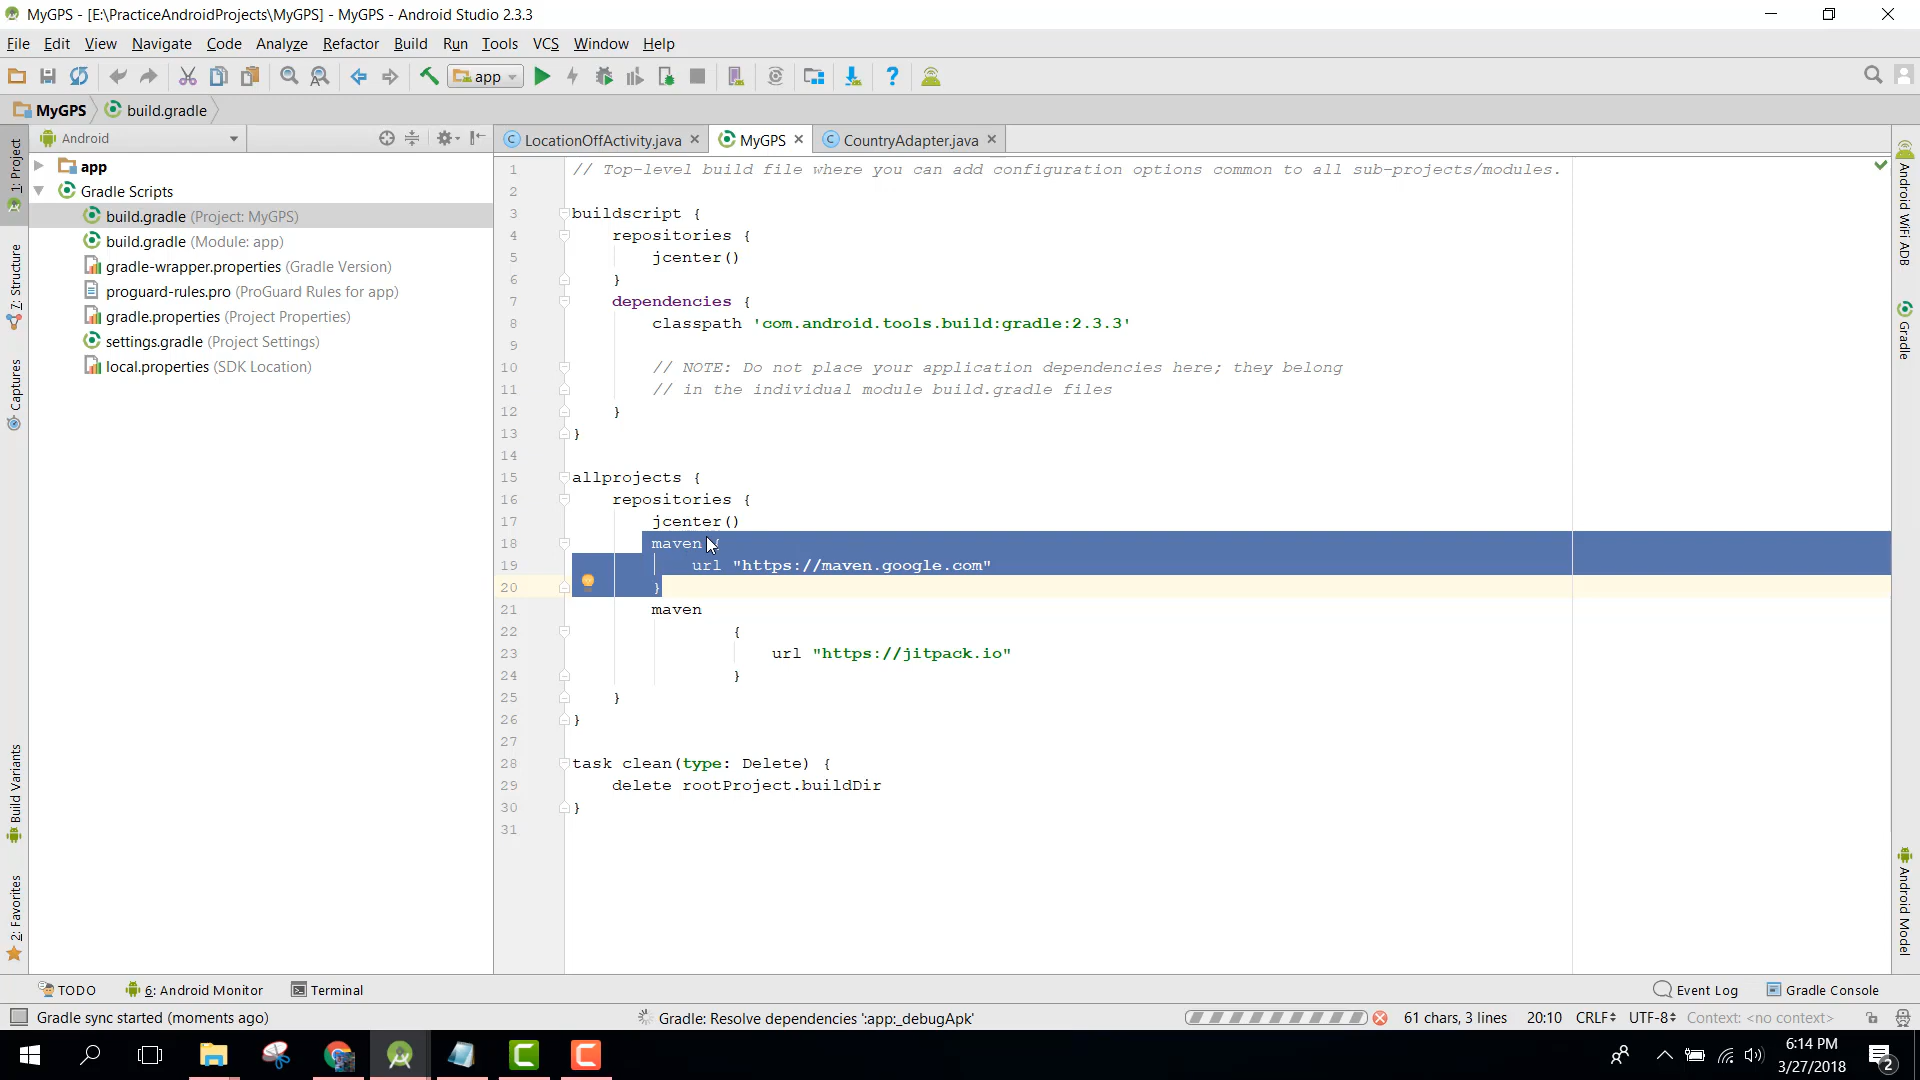 MyGPS - [E:\PracticeAndroidProjects\MyGPS] - MyGPS - Android Studio 2.3.3
File Edit View Navigate Code Analyze Refactor Build Run Tools VCS Window Help
app
MyGPS build.gradle
Android
LocationOffActivity.java MyGPS CountryAdapter.java
1: Project
7: Structure
Captures
Build Variants
2: Favorites
app
Gradle Scripts
build.gradle (Project: MyGPS)
build.gradle (Module: app)
gradle-wrapper.properties (Gradle Version)
proguard-rules.pro (ProGuard Rules for app)
gradle.properties (Project Properties)
settings.gradle (Project Settings)
local.properties (SDK Location)
1 // Top-level build file where you can add configuration options common to all sub-projects/modules.
2
3 buildscript {
4 repositories {
5 jcenter()
6 }
7 dependencies {
8 classpath 'com.android.tools.build:gradle:2.3.3'
9
10 // NOTE: Do not place your application dependencies here; they belong
11 // in the individual module build.gradle files
12 }
13 }
14
15 allprojects {
16 repositories {
17 jcenter()
18 maven {
19 url "https://maven.google.com"
20 }
21 maven
22 {
23 url "https://jitpack.io"
24 }
25 }
26 }
27
28 task clean(type: Delete) {
29 delete rootProject.buildDir
30 }
31
Android WiFi ADB
Gradle
Android Model
TODO 6: Android Monitor Terminal Event Log Gradle Console
Gradle sync started (moments ago) Gradle: Resolve dependencies ':app:_debugApk' 61 chars, 3 lines 20:10 CRLF UTF-8 Context: <no context>
6:14 PM
3/27/2018
2